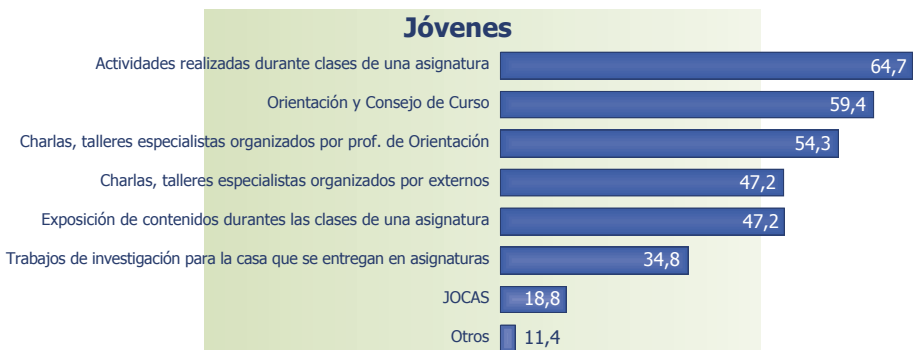 Jóvenes
Actividades realizadas durante clases de una asignatura 64,7
Orientación y Consejo de Curso 59,4
Charlas, talleres especialistas organizados por prof. de Orientación 54,3
Charlas, talleres especialistas organizados por externos 47,2
Exposición de contenidos durantes las clases de una asignatura 47,2
Trabajos de investigación para la casa que se entregan en asignaturas 34,8
JOCAS 18,8
Otros 11,4